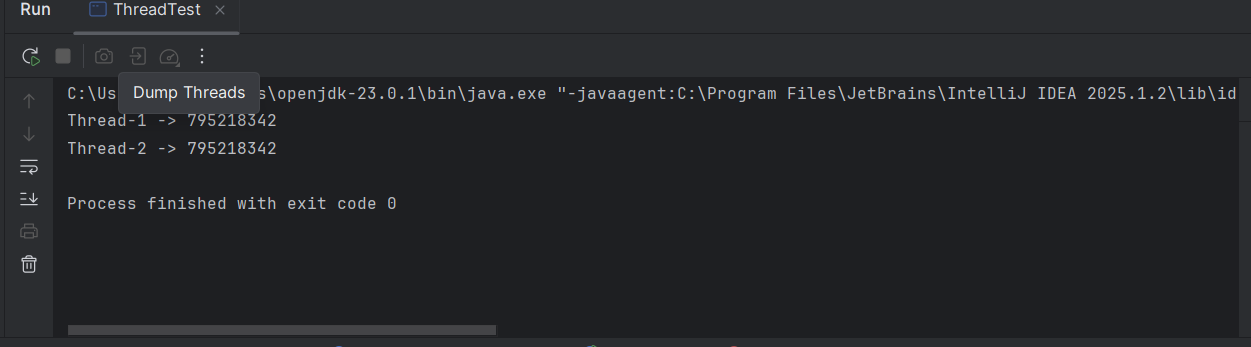 Run ThreadTest
Dump Threads
C:\Us s\openjdk-23.0.1\bin\java.exe "-javaagent:C:\Program Files\JetBrains\IntelliJ IDEA 2025.1.2\lib\id
Thread-1 -> 795218342
Thread-2 -> 795218342
Process finished with exit code 0